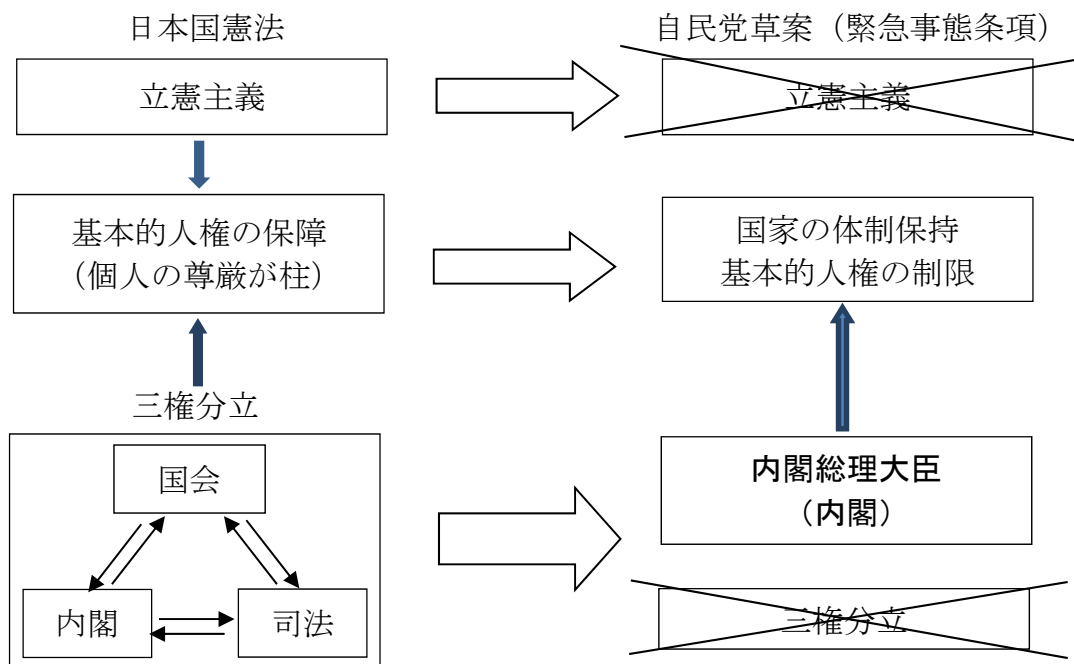 日本国憲法
自民党草案（緊急事態条項）
立憲主義
立憲主義
基本的人権の保障
（個人の尊厳が柱）
国家の体制保持
基本的人権の制限
三権分立
国会
内閣
司法
内閣総理大臣
（内閣）
三権分立